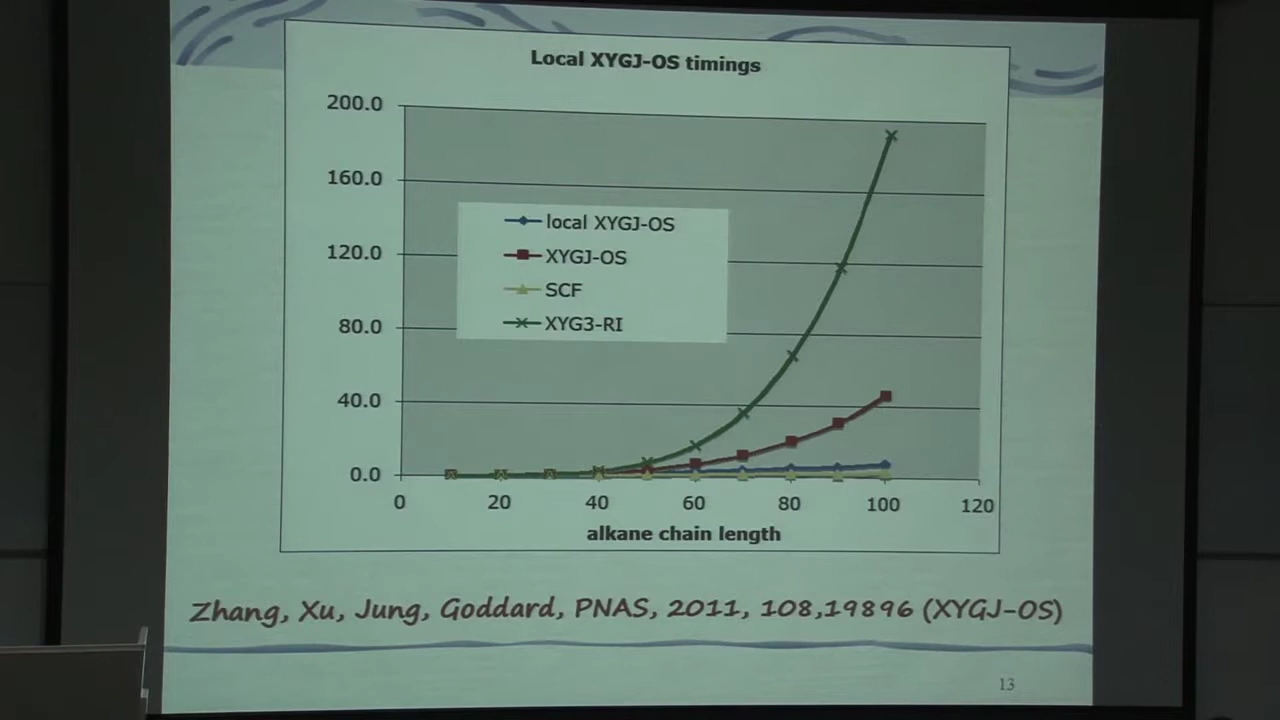 Local XYGJ-OS timings
200.0
160.0
120.0
80.0
40.0
0.0
local XYGJ-OS
XYGJ-OS
SCF
XYG3-RI
0 20 40 60 80 100 120
alkane chain length
Zhang, Xu, Jung, Goddard, PNAS, 2011, 108,19896 (XYGJ-OS)
13